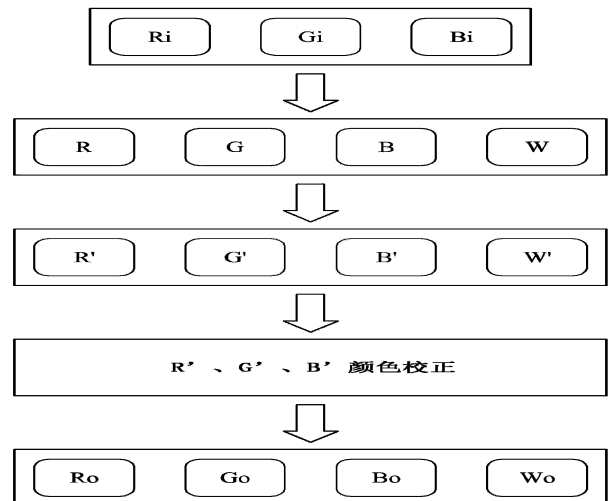 Ri Gi Bi
R G B W
R' G' B' W'
R’、G’、B’颜色校正
Ro Go Bo Wo